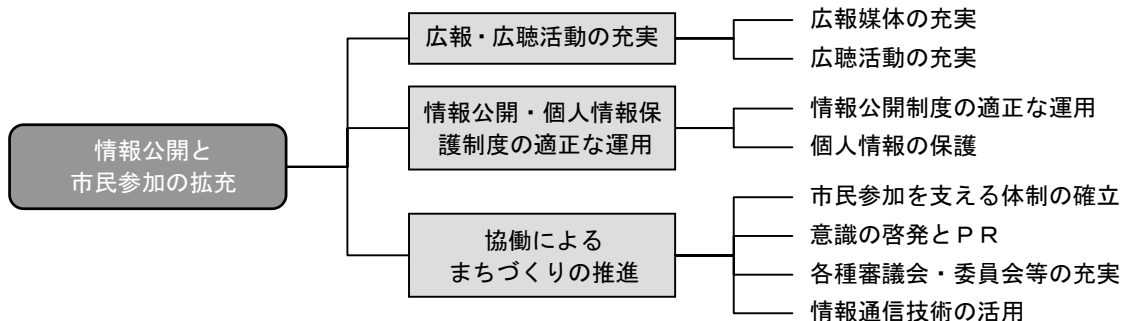 情報公開と
市民参加の拡充
広報・広聴活動の充実
広報媒体の充実
広聴活動の充実
情報公開・個人情報保
護制度の適正な運用
情報公開制度の適正な運用
個人情報の保護
協働による
まちづくりの推進
市民参加を支える体制の確立
意識の啓発とＰＲ
各種審議会・委員会等の充実
情報通信技術の活用